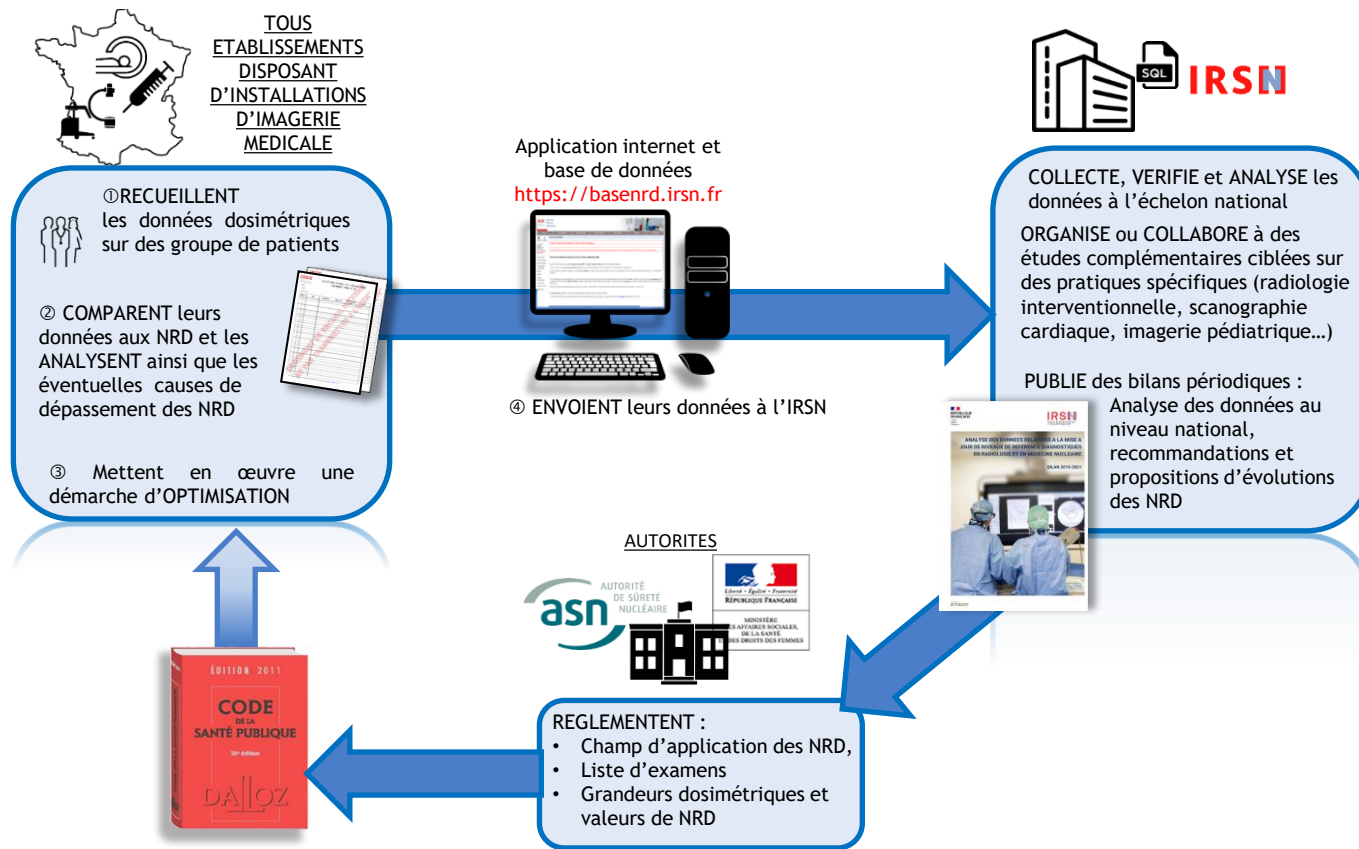 TOUS
ETABLISSEMENTS
DISPOSANT
D’INSTALLATIONS
D’IMAGERIE
MEDICALE
①RECUEILLENT
les données dosimétriques
sur des groupe de patients
② COMPARENT leurs
données aux NRD et les
ANALYSENT ainsi que les
éventuelles causes de
dépassement des NRD
③ Mettent en œuvre une
démarche d’OPTIMISATION
Application internet et
base de données
https://basenrd.irsn.fr
④ ENVOIENT leurs données à l’IRSN
SQL
IRSN
COLLECTE, VERIFIE et ANALYSE les
données à l’échelon national
ORGANISE ou COLLABORE à des
études complémentaires ciblées sur
des pratiques spécifiques (radiologie
interventionnelle, scanographie
cardiaque, imagerie pédiatrique…)
PUBLIE des bilans périodiques :
Analyse des données au
niveau national,
recommandations et
propositions d’évolutions
des NRD
RÉPUBLIQUE
FRANÇAISE
IRSN
ANALYSE DES DONNEES RELATIVES A LA MISE A
JOUR DE NIVEAUX DE REFERENCE DIAGNOSTIQUES
EN RADIOLOGIE ET EN MEDECINE NUCLEAIRE
BILAN 2019-2021
AUTORITES
asn
AUTORITÉ
DE SÛRETÉ
NUCLÉAIRE
Liberté • Égalité • Fraternité
RÉPUBLIQUE FRANÇAISE
MINISTÈRE
DES AFFAIRES SOCIALES,
DE LA SANTÉ
ET DES DROITS DES FEMMES
REGLEMENTENT :
• Champ d’application des NRD,
• Liste d’examens
• Grandeurs dosimétriques et
valeurs de NRD
ÉDITION 2011
CODE
DE LA
SANTÉ PUBLIQUE
DALLOZ